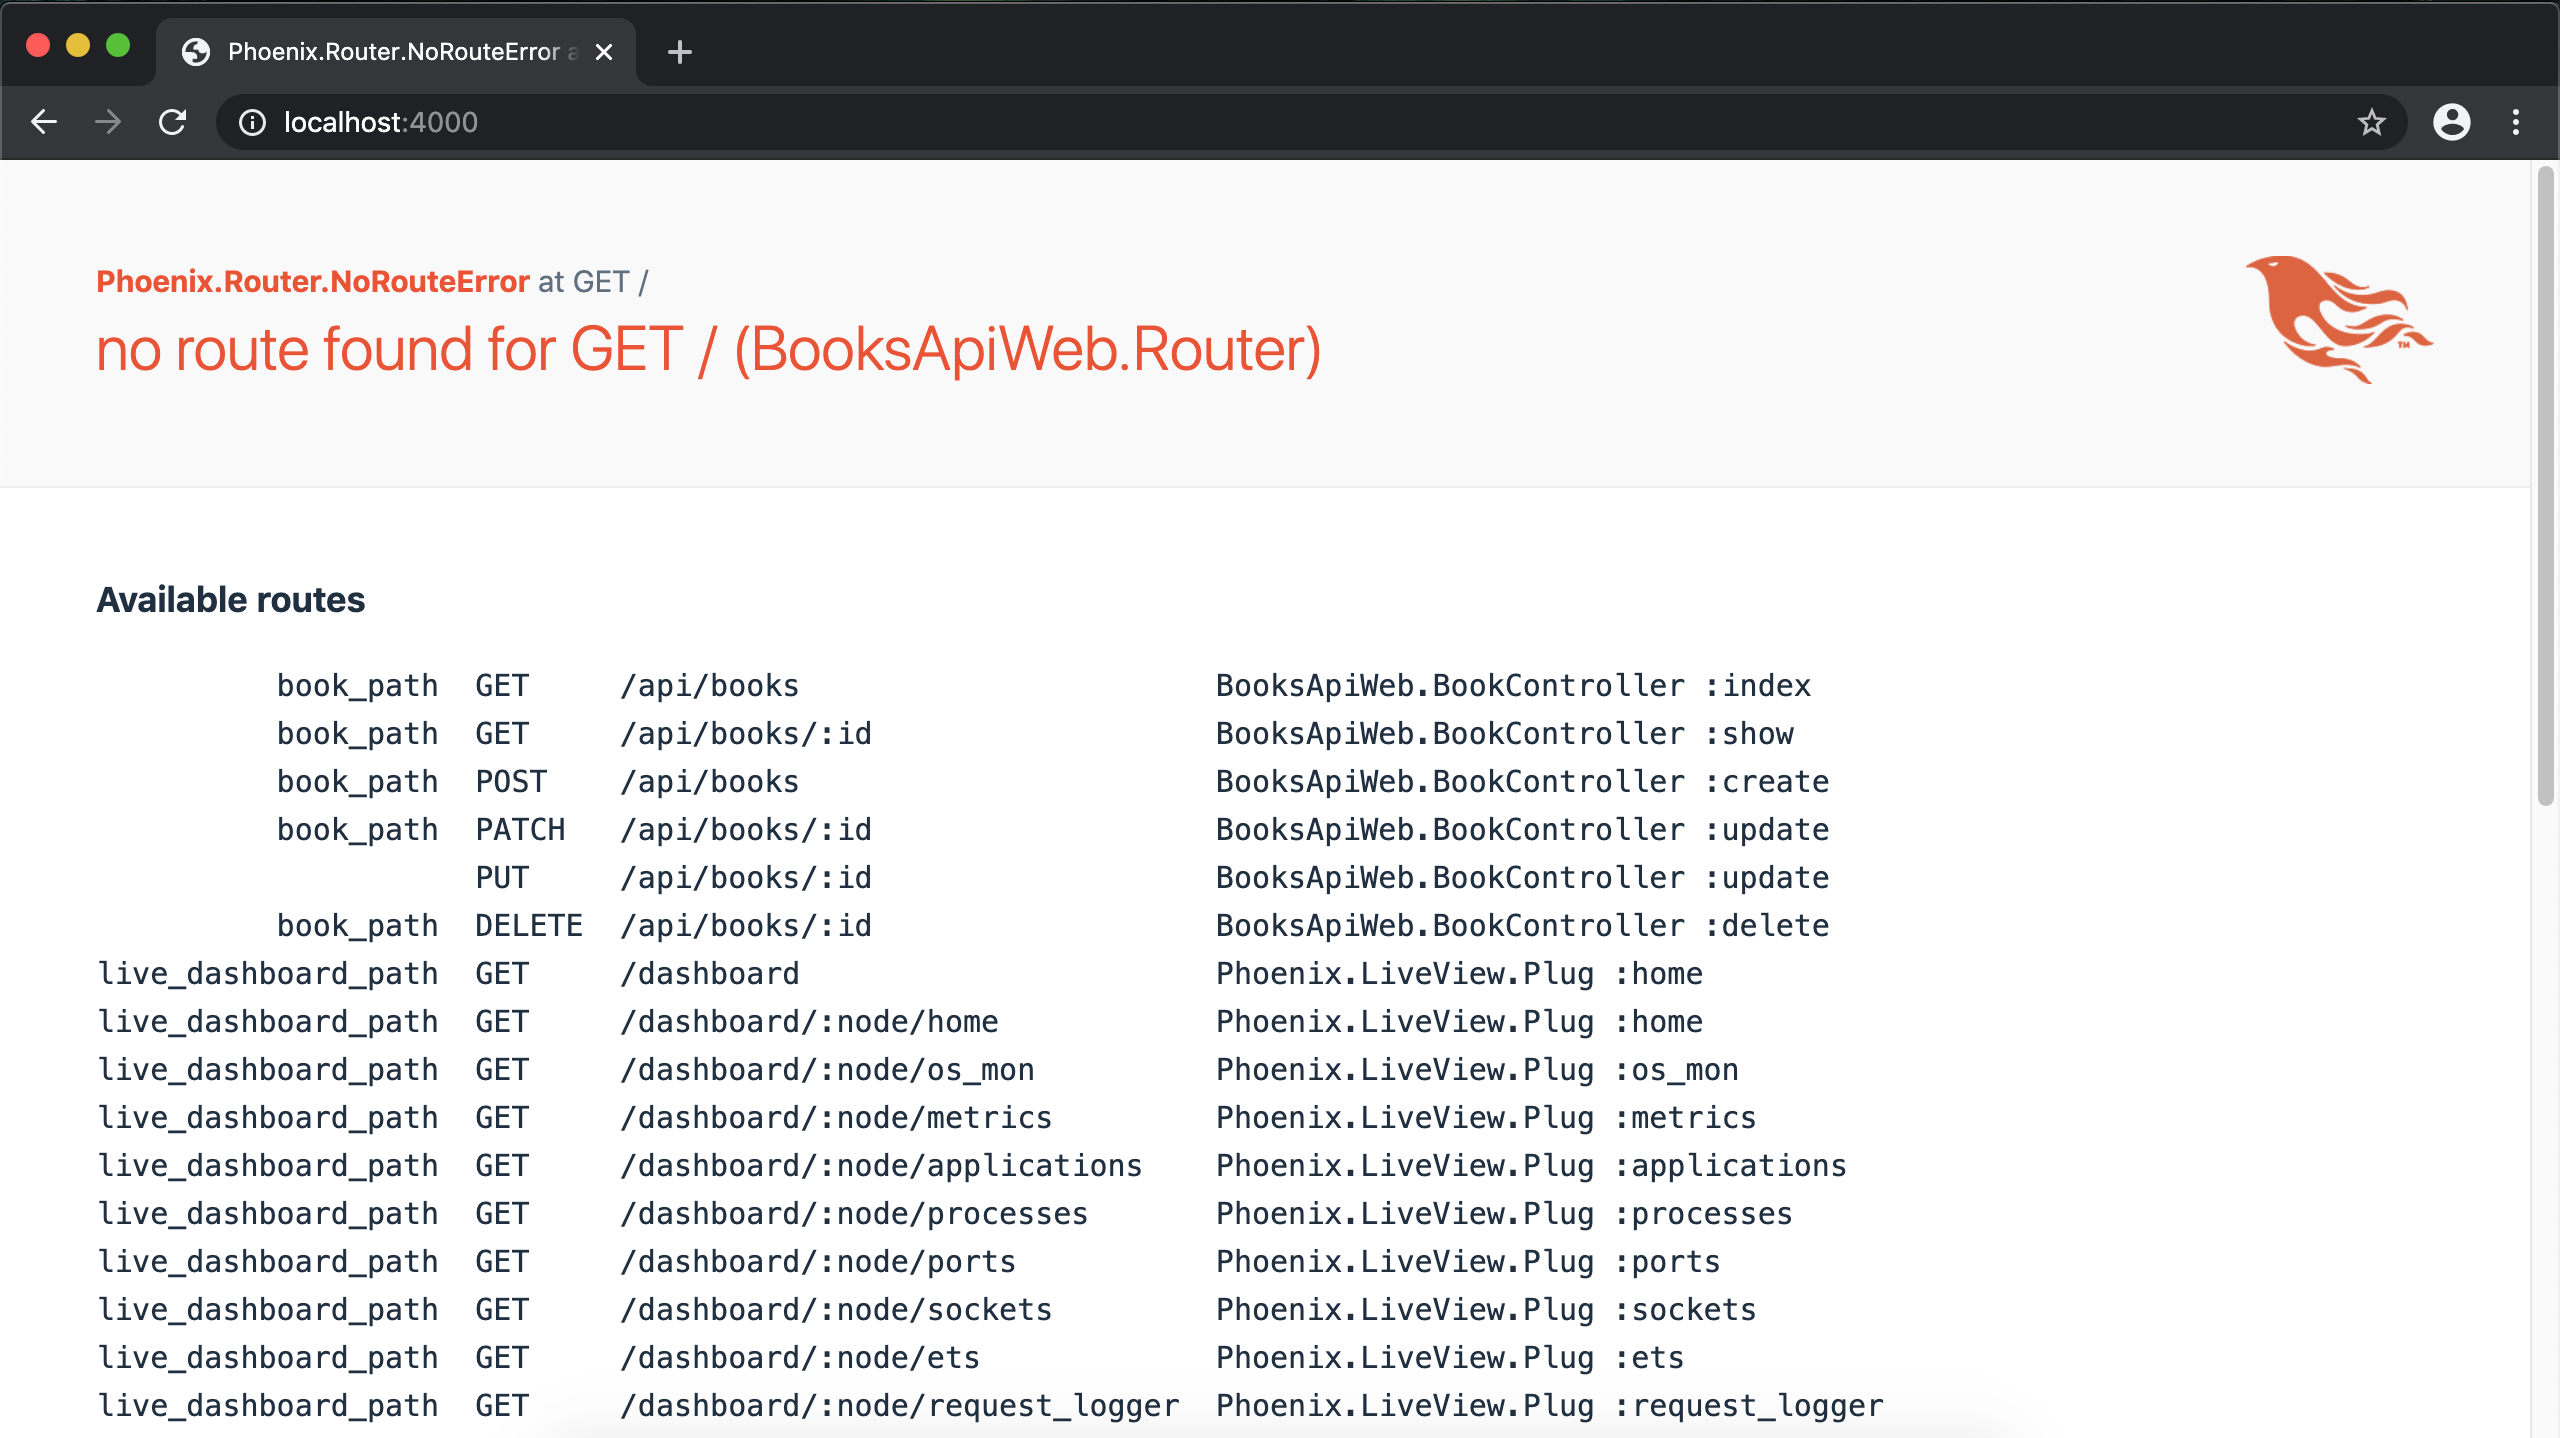 Phoenix.Router.NoRouteError a
localhost:4000
Phoenix.Router.NoRouteError at GET /
no route found for GET / (BooksApiWeb.Router)
TM
Available routes
book_path GET /api/books BooksApiWeb.BookController :index
book_path GET /api/books/:id BooksApiWeb.BookController :show
book_path POST /api/books BooksApiWeb.BookController :create
book_path PATCH /api/books/:id BooksApiWeb.BookController :update
PUT /api/books/:id BooksApiWeb.BookController :update
book_path DELETE /api/books/:id BooksApiWeb.BookController :delete
live_dashboard_path GET /dashboard Phoenix.LiveView.Plug :home
live_dashboard_path GET /dashboard/:node/home Phoenix.LiveView.Plug :home
live_dashboard_path GET /dashboard/:node/os_mon Phoenix.LiveView.Plug :os_mon
live_dashboard_path GET /dashboard/:node/metrics Phoenix.LiveView.Plug :metrics
live_dashboard_path GET /dashboard/:node/applications Phoenix.LiveView.Plug :applications
live_dashboard_path GET /dashboard/:node/processes Phoenix.LiveView.Plug :processes
live_dashboard_path GET /dashboard/:node/ports Phoenix.LiveView.Plug :ports
live_dashboard_path GET /dashboard/:node/sockets Phoenix.LiveView.Plug :sockets
live_dashboard_path GET /dashboard/:node/ets Phoenix.LiveView.Plug :ets
live_dashboard_path GET /dashboard/:node/request_logger Phoenix.LiveView.Plug :request_logger